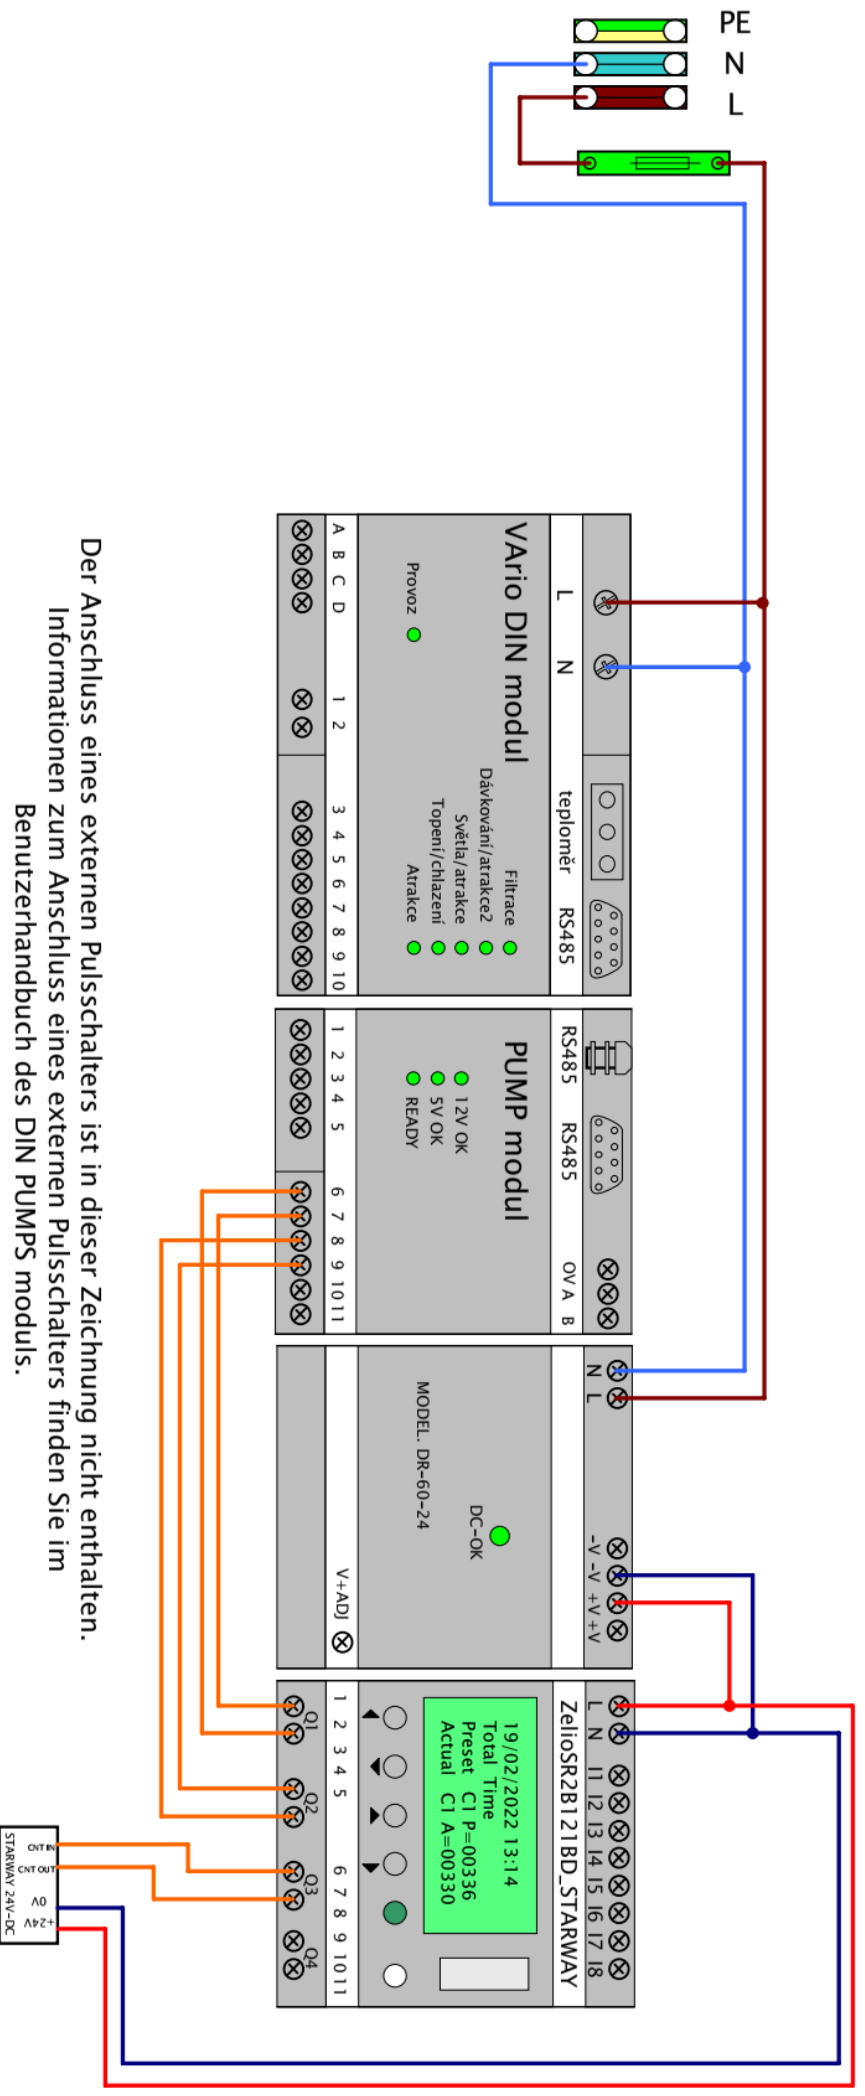 PE
N
L
VArio DIN modul
L
N
teploměr
RS485
Provoz
Filtrace
Dávkování/atrakce2
Světla/atrakce
Topení/chlazení
Atrakce
A B C D
1 2
3 4 5 6 7 8 9 10
PUMP modul
RS485
RS485
OV A B
12V OK
5V OK
READY
1 2 3 4 5
6 7 8 9 10 11
N L
-V -V +V +V
DC-OK
MODEL. DR-60-24
V+ADJ
L N I1 I2 I3 I4 I5 I6 I7 I8
ZelioSR2B121BD_STARWAY
19/02/2022 13:14
Total Time
Preset C1 P=00336
Actual C1 A=00330
1 2 3 4 5
6 7 8 9 10 11
Q1
Q2
Q3
Q4
CNT IN
CNT OUT
0V
+24V
STARWAY 24V-DC
Der Anschluss eines externen Pulsschalters ist in dieser Zeichnung nicht enthalten.
Informationen zum Anschluss eines externen Pulsschalters finden Sie im
Benutzerhandbuch des DIN PUMPS moduls.